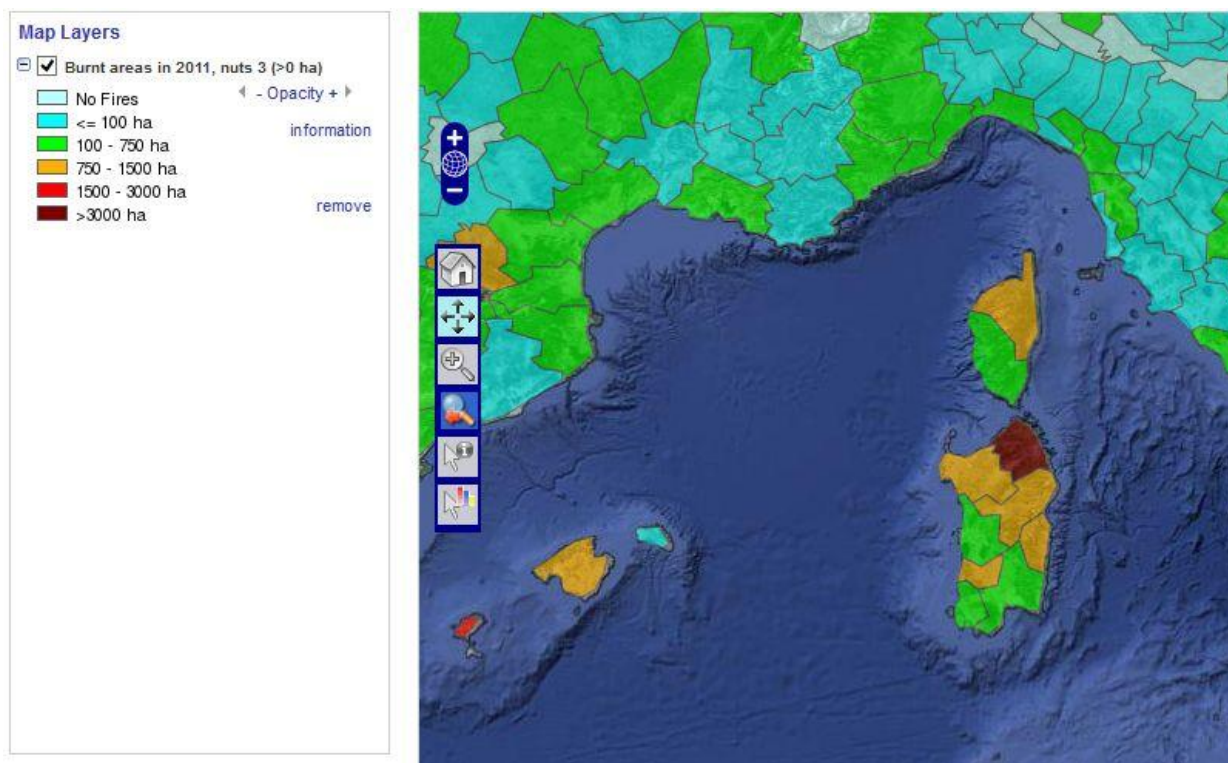 Map Layers
Burnt areas in 2011, nuts 3 (>0 ha)
- Opacity +
No Fires
<= 100 ha
information
100 - 750 ha
750 - 1500 ha
1500 - 3000 ha
remove
>3000 ha